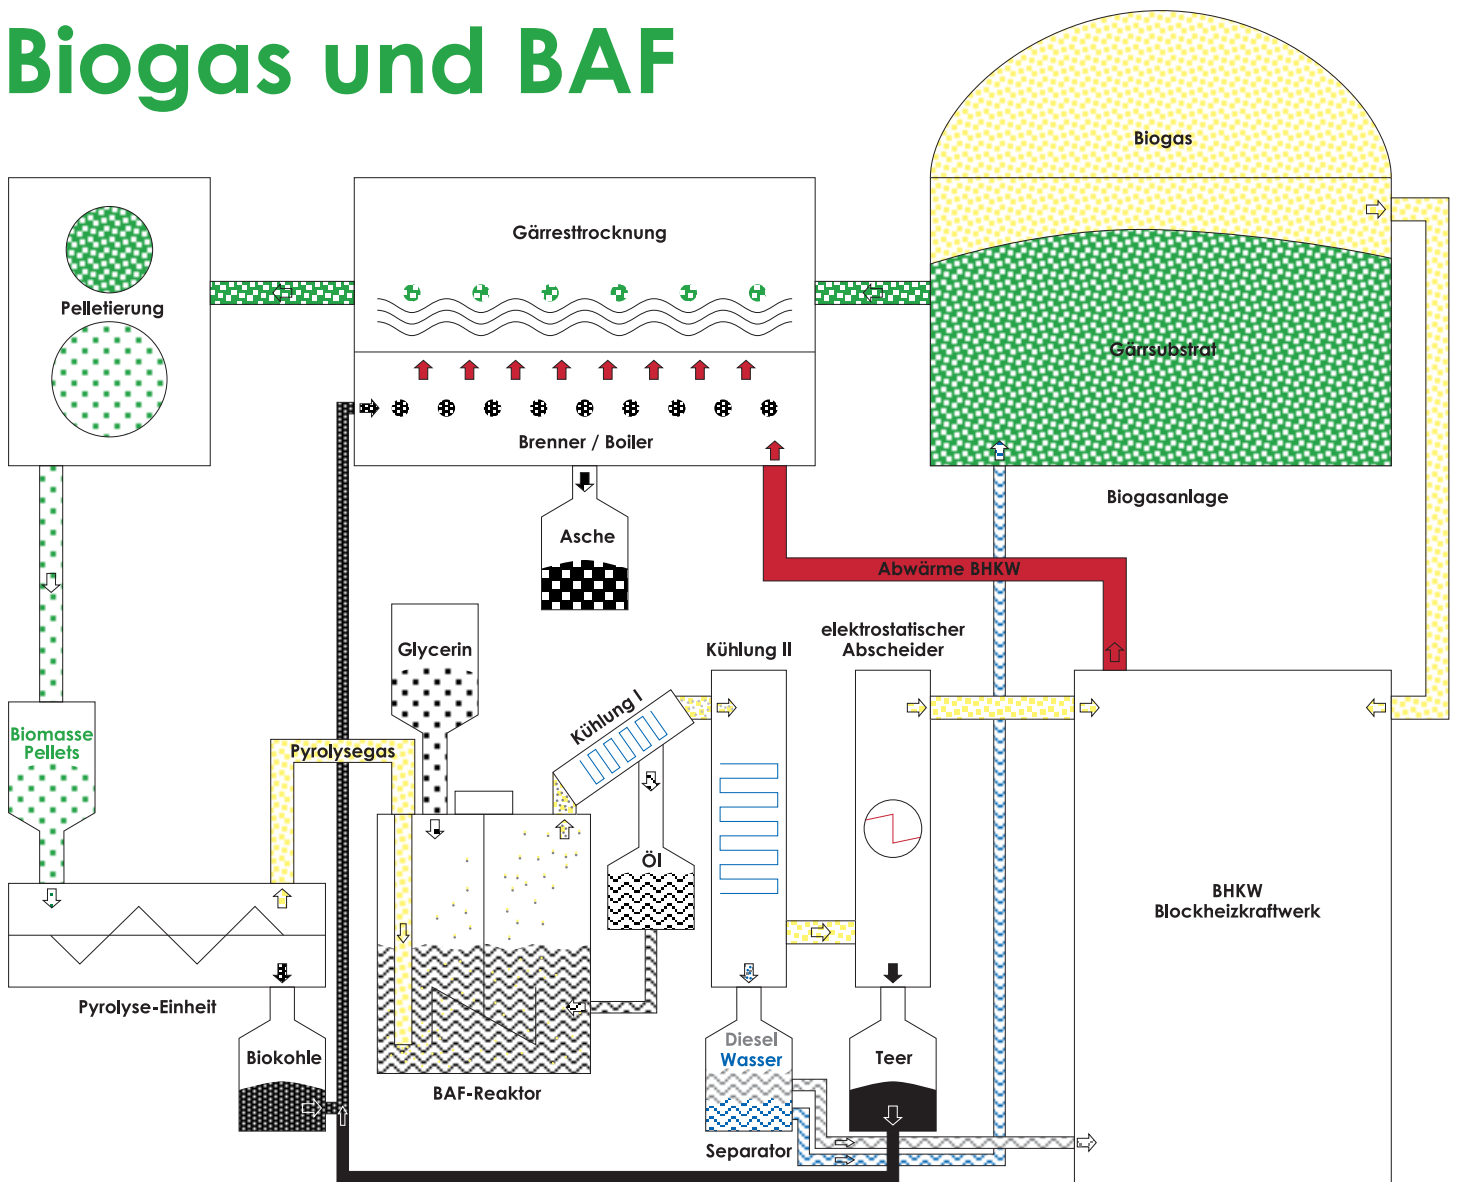 Biogas und BAF
Biogas
Gärresttrocknung
Pelletierung
Gärrsubstrat
Brenner / Boiler
Biogasanlage
Asche
Abwärme BHKW
elektrostatischer
Abscheider
Glycerin
Kühlung II
Kühlung I
Biomasse
Pellets
Pyrolysegas
Öl
BHKW
Blockheizkraftwerk
Pyrolyse-Einheit
Biokohle
Diesel
Wasser
Teer
BAF-Reaktor
Separator